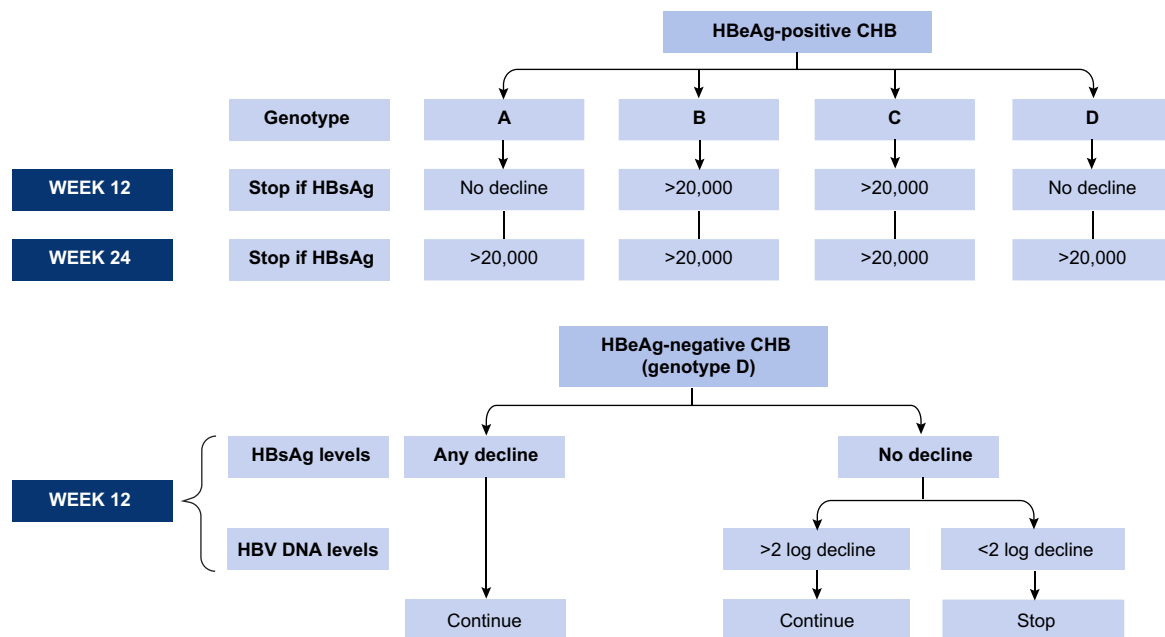 HBeAg-positive CHB
Genotype A B C D
WEEK 12 Stop if HBsAg No decline >20,000 >20,000 No decline
WEEK 24 Stop if HBsAg >20,000 >20,000 >20,000 >20,000
HBeAg-negative CHB
(genotype D)
HBsAg levels Any decline No decline
WEEK 12
HBV DNA levels >2 log decline <2 log decline
Continue Continue Stop